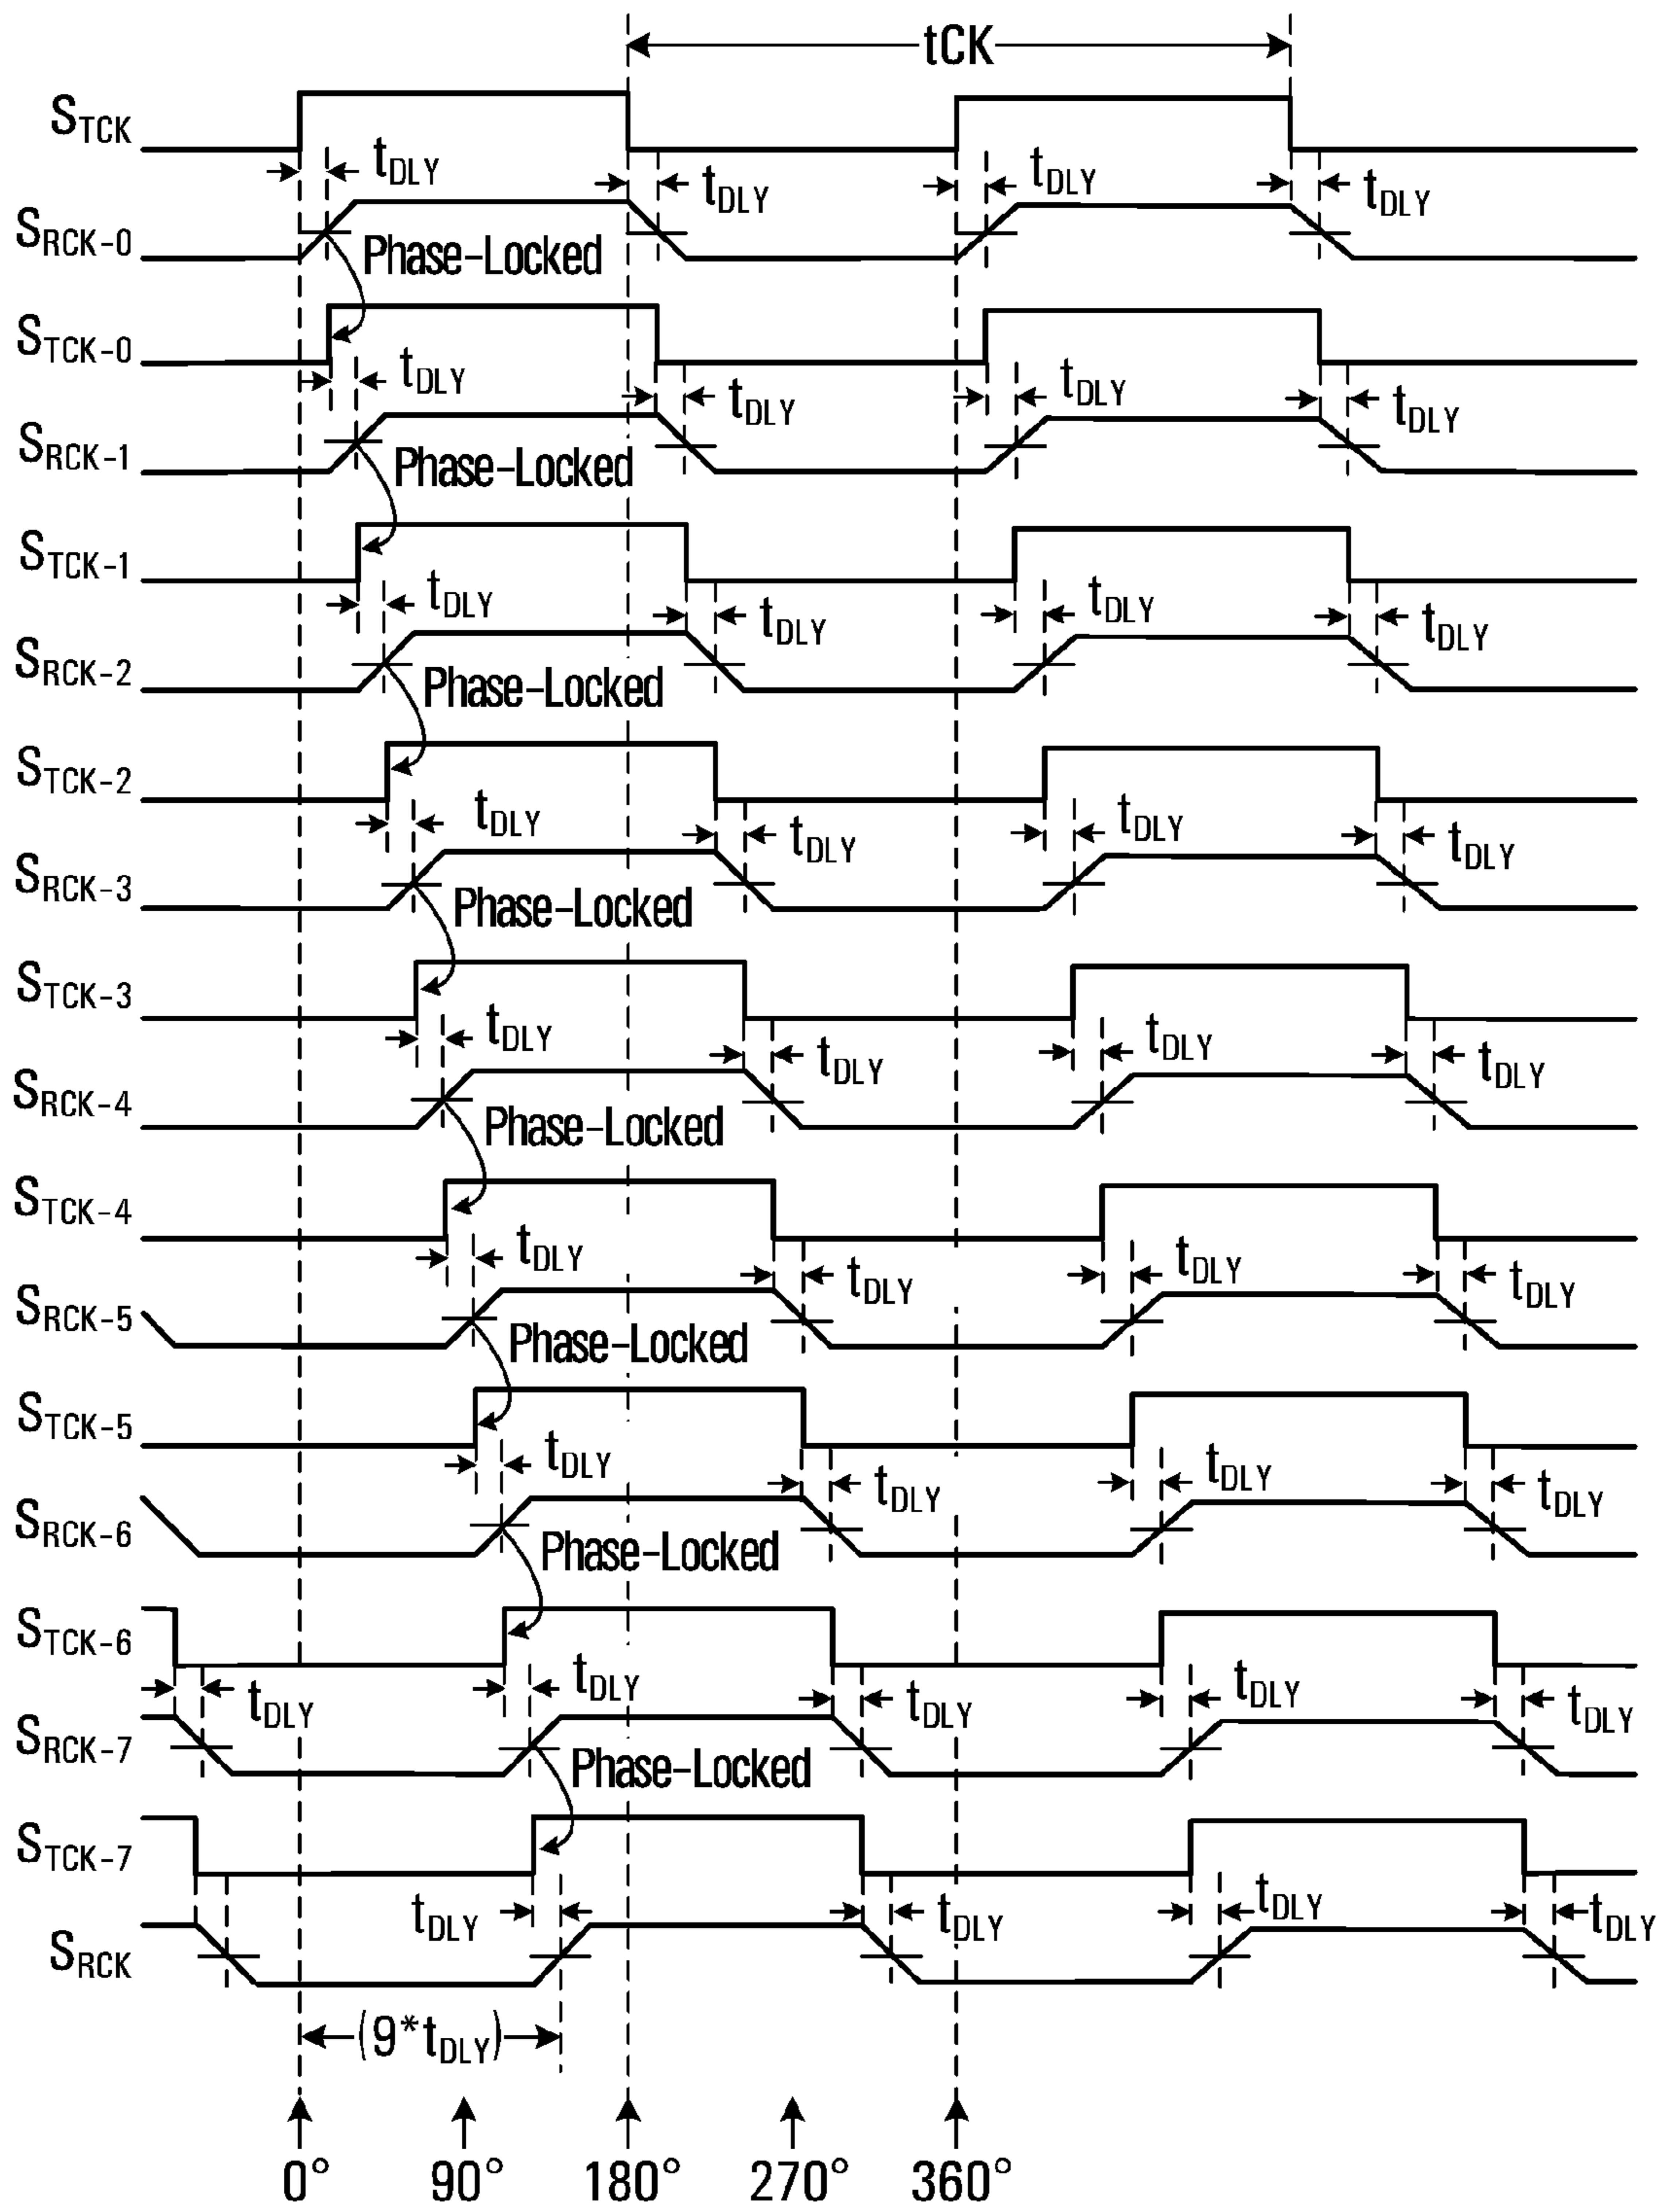 tCK
STCK
tDLY tDLY tDLY tDLY
SRCK-0
Phase-Locked
STCK-0
tDLY tDLY tDLY tDLY
SRCK-1
Phase-Locked
STCK-1
tDLY tDLY tDLY tDLY
SRCK-2
Phase-Locked
STCK-2
tDLY tDLY tDLY tDLY
SRCK-3
Phase-Locked
STCK-3
tDLY tDLY tDLY tDLY
SRCK-4
Phase-Locked
STCK-4
tDLY tDLY tDLY tDLY
SRCK-5
Phase-Locked
STCK-5
tDLY tDLY tDLY tDLY
SRCK-6
Phase-Locked
STCK-6
tDLY tDLY tDLY tDLY tDLY
SRCK-7
Phase-Locked
STCK-7
tDLY tDLY tDLY tDLY
SRCK
(9*tDLY)
0° 90° 180° 270° 360°